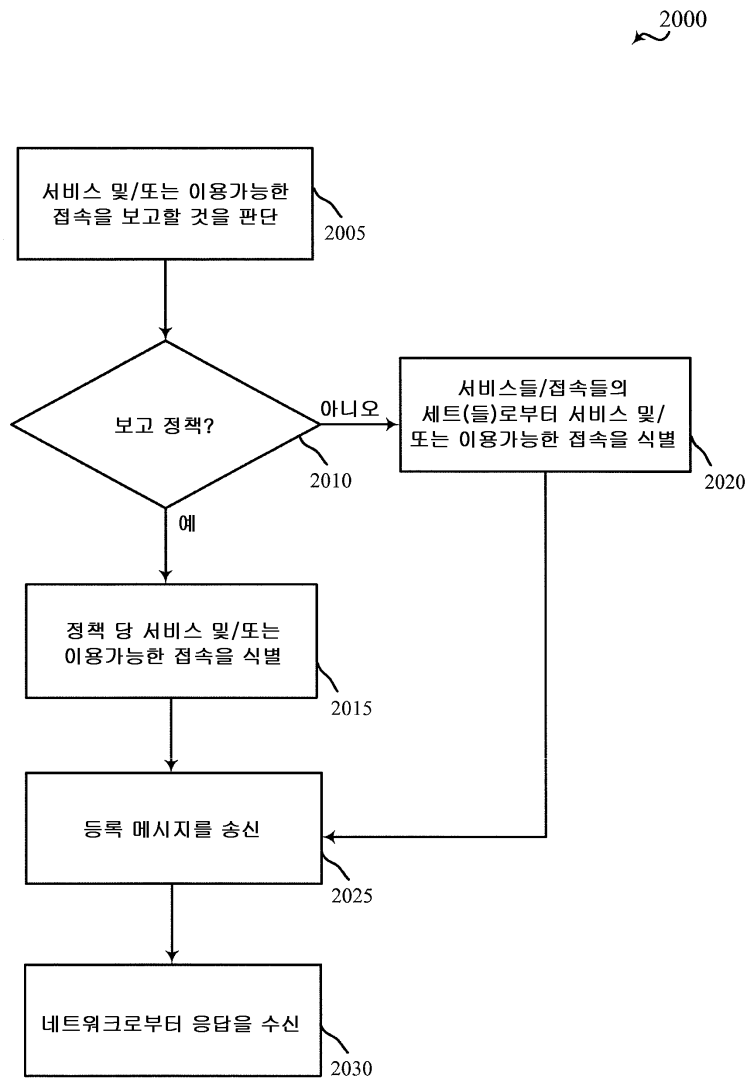 2000
서비스 및/또는 이용가능한
접속을 보고할 것을 판단
2005
보고 정책?
2010
아니오
서비스들/접속들의
세트(들)로부터 서비스 및/
또는 이용가능한 접속을 식별
2020
예
정책 당 서비스 및/또는
이용가능한 접속을 식별
2015
등록 메시지를 송신
2025
네트워크로부터 응답을 수신
2030